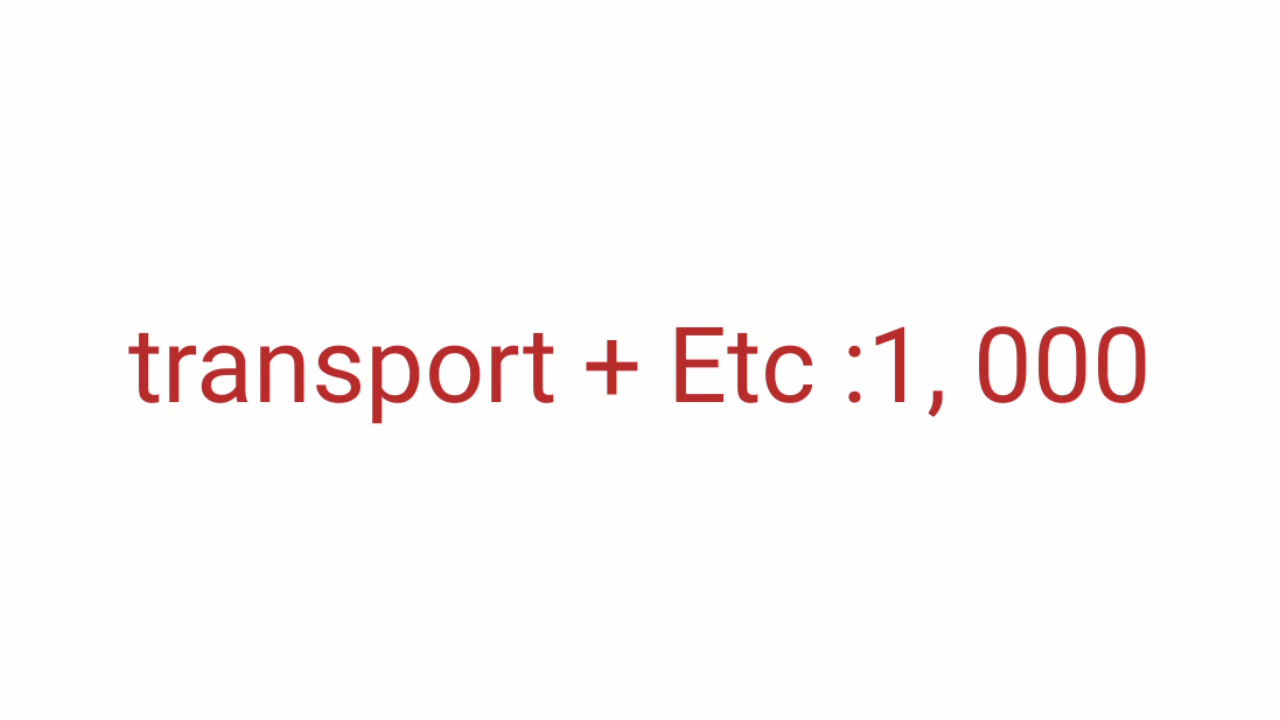 transport + Etc :1, 000